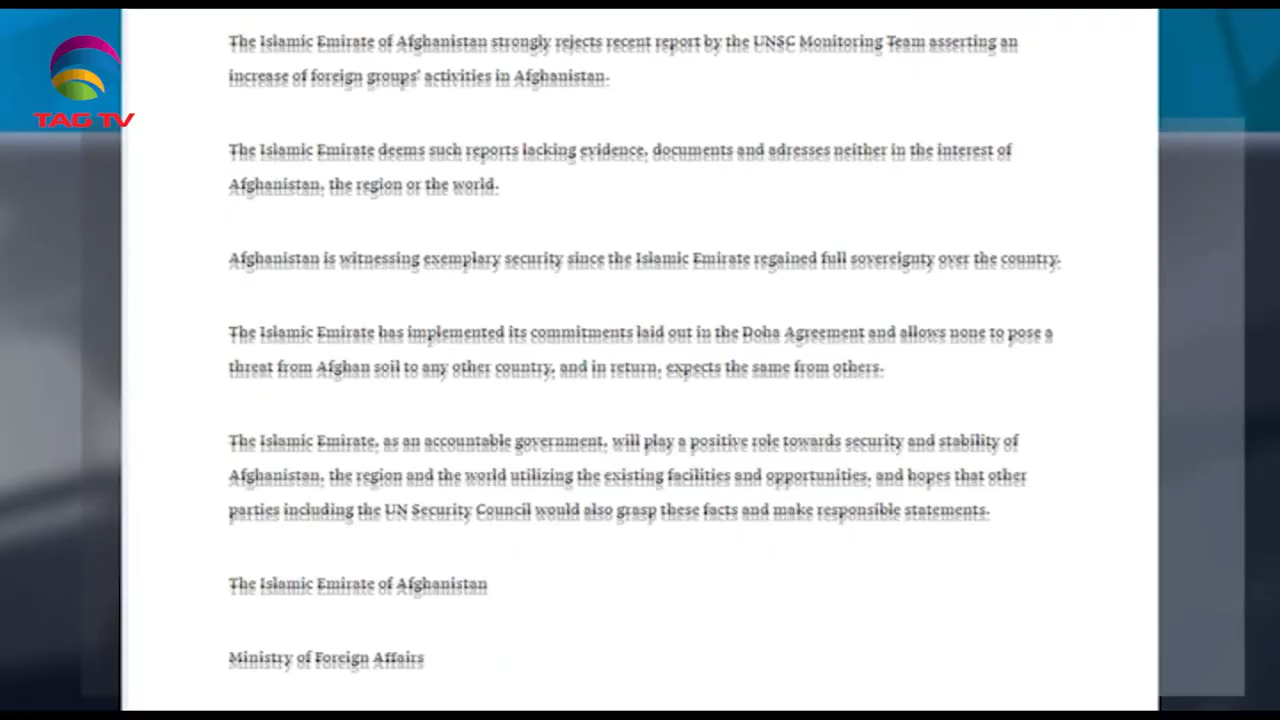 TAG TV
The Islamic Emirate of Afghanistan strongly rejects recent report by the UNSC Monitoring Team asserting an
increase of foreign groups' activities in Afghanistan.
The Islamic Emirate deems such reports lacking evidence, documents and adresses neither in the interest of
Afghanistan, the region or the world.
Afghanistan is witnessing exemplary security since the Islamic Emirate regained full sovereignty over the country.
The Islamic Emirate has implemented its commitments laid out in the Doha Agreement and allows none to pose a
threat from Afghan soil to any other country, and in return, expects the same from others.
The Islamic Emirate, as an accountable government, will play a positive role towards security and stability of
Afghanistan, the region and the world utilizing the existing facilities and opportunities, and hopes that other
parties including the UN Security Council would also grasp these facts and make responsible statements.
The Islamic Emirate of Afghanistan
Ministry of Foreign Affairs